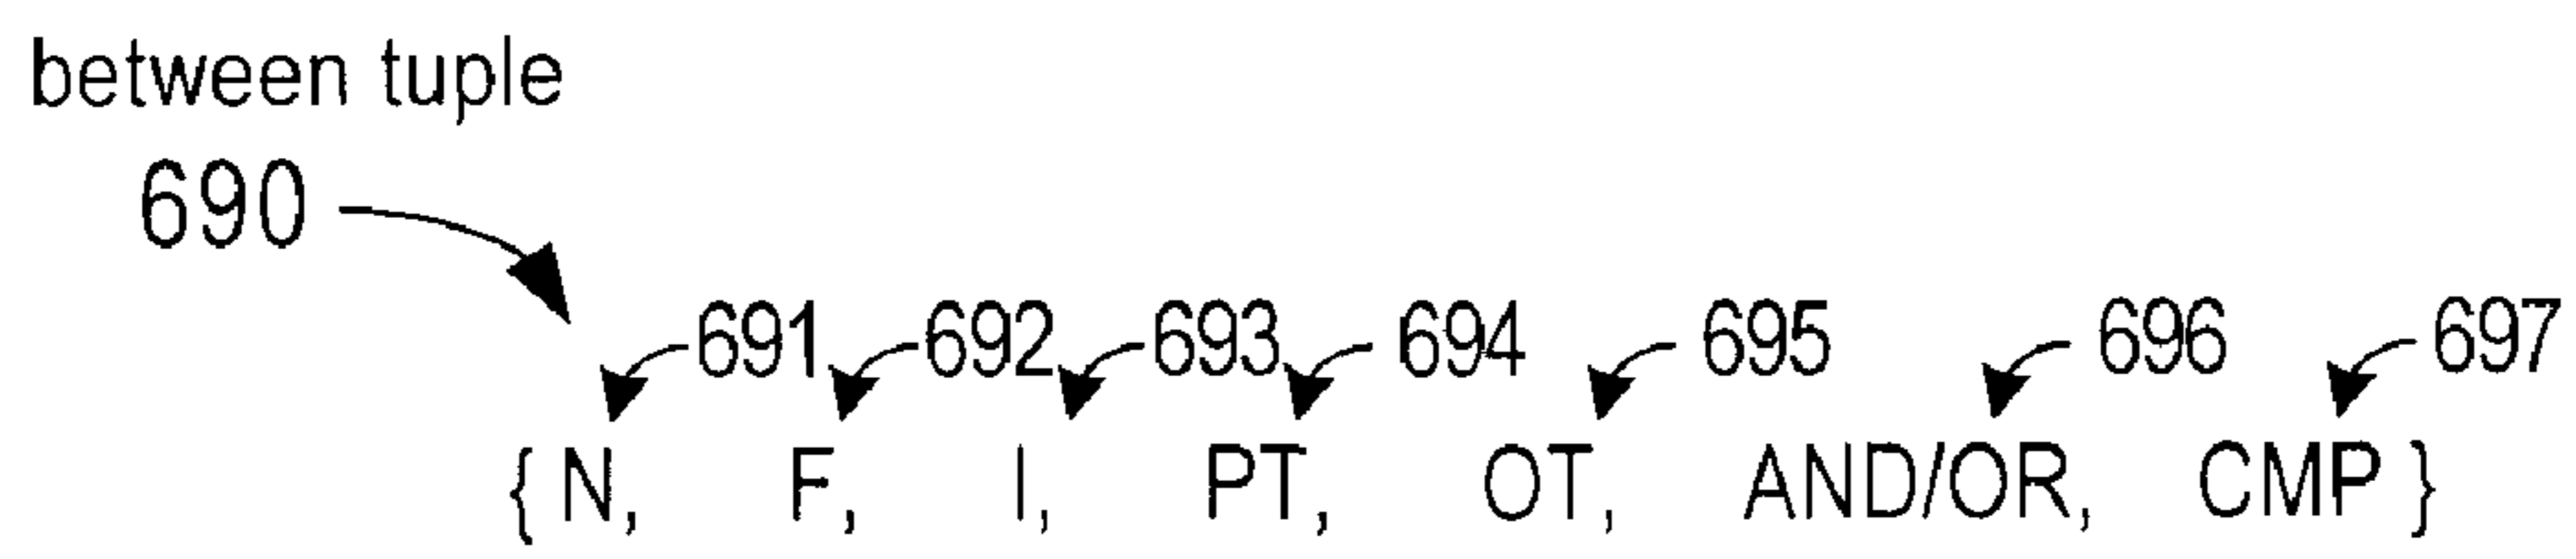 between tuple
690
691 692 693 694 695 696 697
{ N, F, I, PT, OT, AND/OR, CMP }